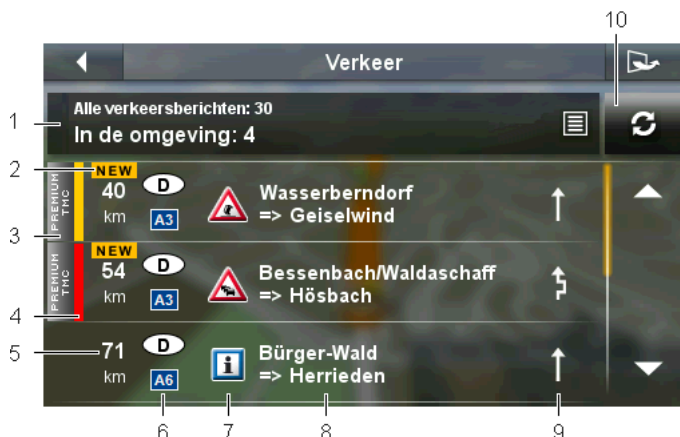 10
Verkeer
1
Alle verkeersberichten: 30
In de omgeving: 4
2
NEW
3
PREMIUM
TMC
40
km
D
A3
Wasserberndorf
=> Geiselwind
NEW
4
PREMIUM
TMC
54
km
D
A3
Bessenbach/Waldaschaff
=> Hösbach
5
71
km
D
A6
i
Bürger-Wald
=> Herrieden
6 7 8 9